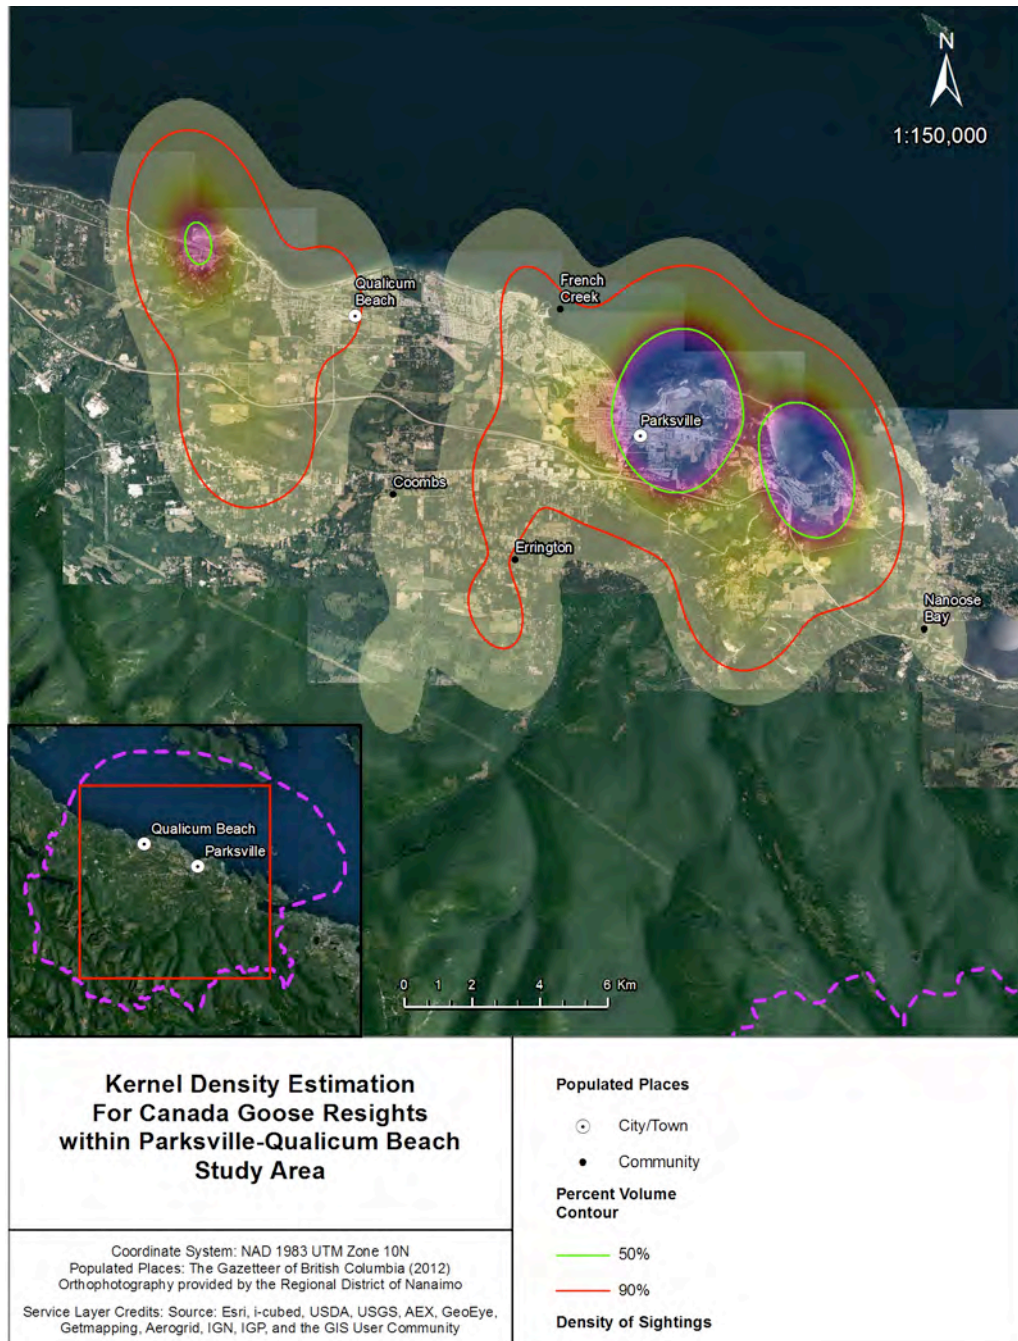 N
1:150,000
French
Creek
Qualicum
Beach
Parksville
Coombs
Errington
Nanoose
Bay
Qualicum Beach
Parksville
0 2 4 6 Km
Kernel Density Estimation
For Canada Goose Resights
within Parksville-Qualicum Beach
Study Area
Coordinate System: NAD 1983 UTM Zone 10N
Populated Places: The Gazetteer of British Columbia (2012)
Orthophotography provided by the Regional District of Nanaimo
Service Layer Credits: Source: Esri, i-cubed, USDA, USGS, AEX, GeoEye,
Getmapping, Aerogrid, IGN, IGP, and the GIS User Community
Populated Places
City/Town
Community
Percent Volume
Contour
50%
90%
Density of Sightings